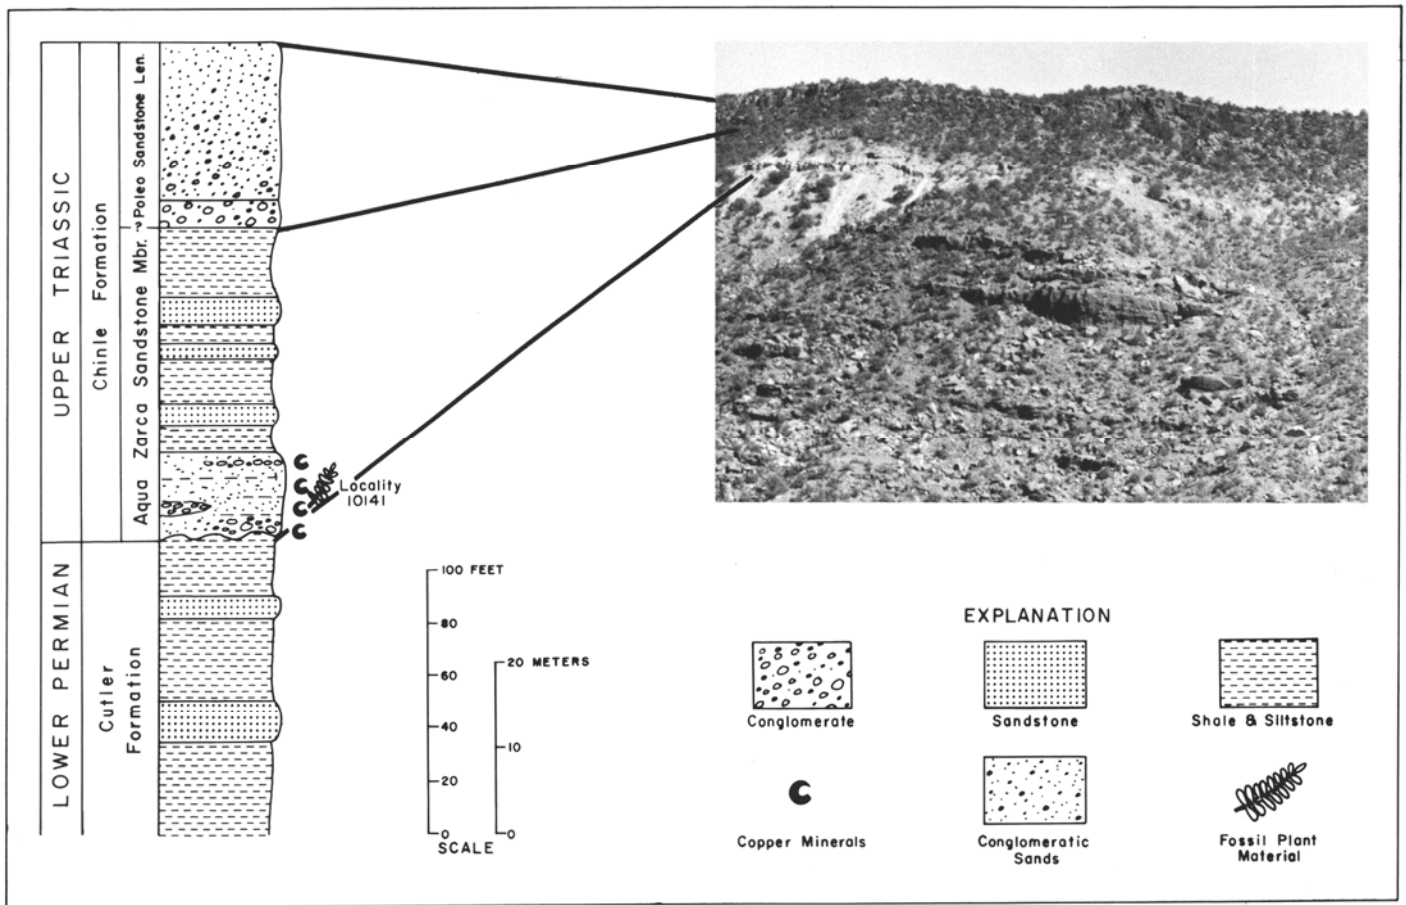 UPPER TRIASSIC
Chinle Formation
Poleo Sandstone Len.
Aqua Zarca Sandstone Mbr.
Locality
10141
LOWER PERMIAN
Cutler
Formation
100 FEET
80
60
40
20
0
20 METERS
10
0
SCALE
EXPLANATION
Conglomerate
Sandstone
Shale & Siltstone
Copper Minerals
Conglomeratic
Sands
Fossil Plant
Material